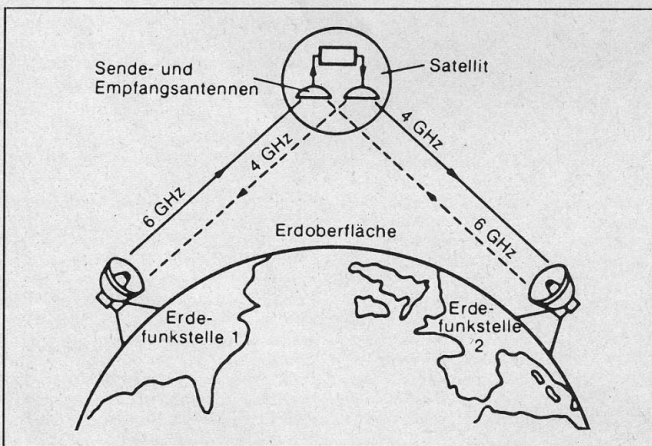 Sende- und
Empfangsantennen
Satellit
6 GHz
4 GHz
4 GHz
6 GHz
Erdoberfläche
Erde-
funkstelle 1
Erde-
funkstelle
2